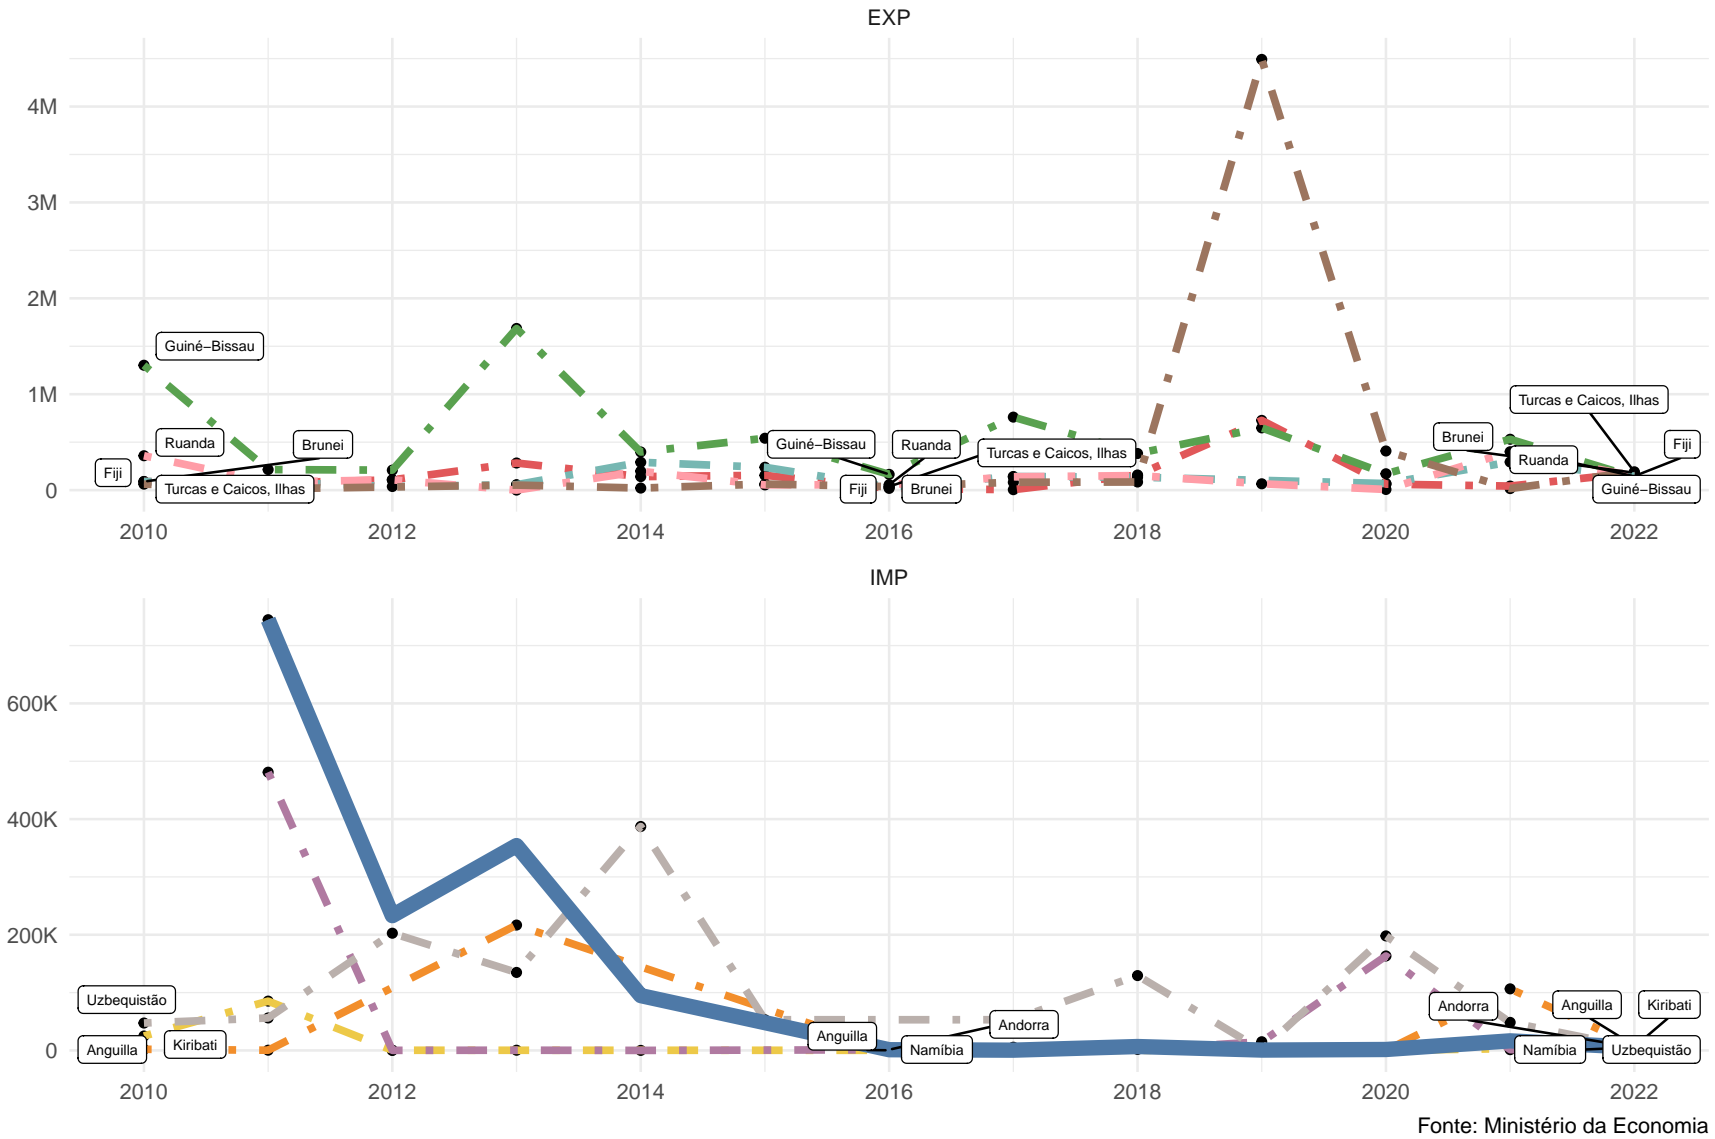 EXP
4M
3M
2M
1M
0
Guiné–Bissau
Ruanda
Brunei
Fiji
Turcas e Caicos, Ilhas
Guiné–Bissau
Ruanda
Turcas e Caicos, Ilhas
Fiji
Brunei
Turcas e Caicos, Ilhas
Brunei
Fiji
Ruanda
Guiné–Bissau
2010
2012
2014
2016
2018
2020
2022
IMP
600K
400K
200K
0
Uzbequistão
Anguilla
Kiribati
Anguilla
Andorra
Namíbia
Andorra
Anguilla
Kiribati
Namíbia
Uzbequistão
2010
2012
2014
2016
2018
2020
2022
Fonte: Ministério da Economia